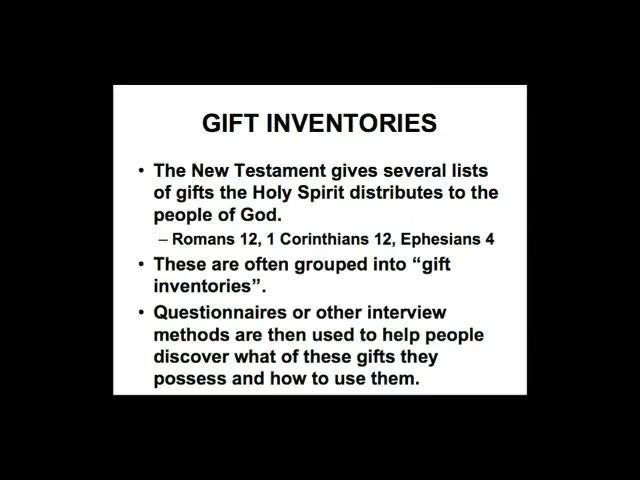 GIFT INVENTORIES
• The New Testament gives several lists
of gifts the Holy Spirit distributes to the
people of God.
– Romans 12, 1 Corinthians 12, Ephesians 4
• These are often grouped into “gift
inventories”.
• Questionnaires or other interview
methods are then used to help people
discover what of these gifts they
possess and how to use them.